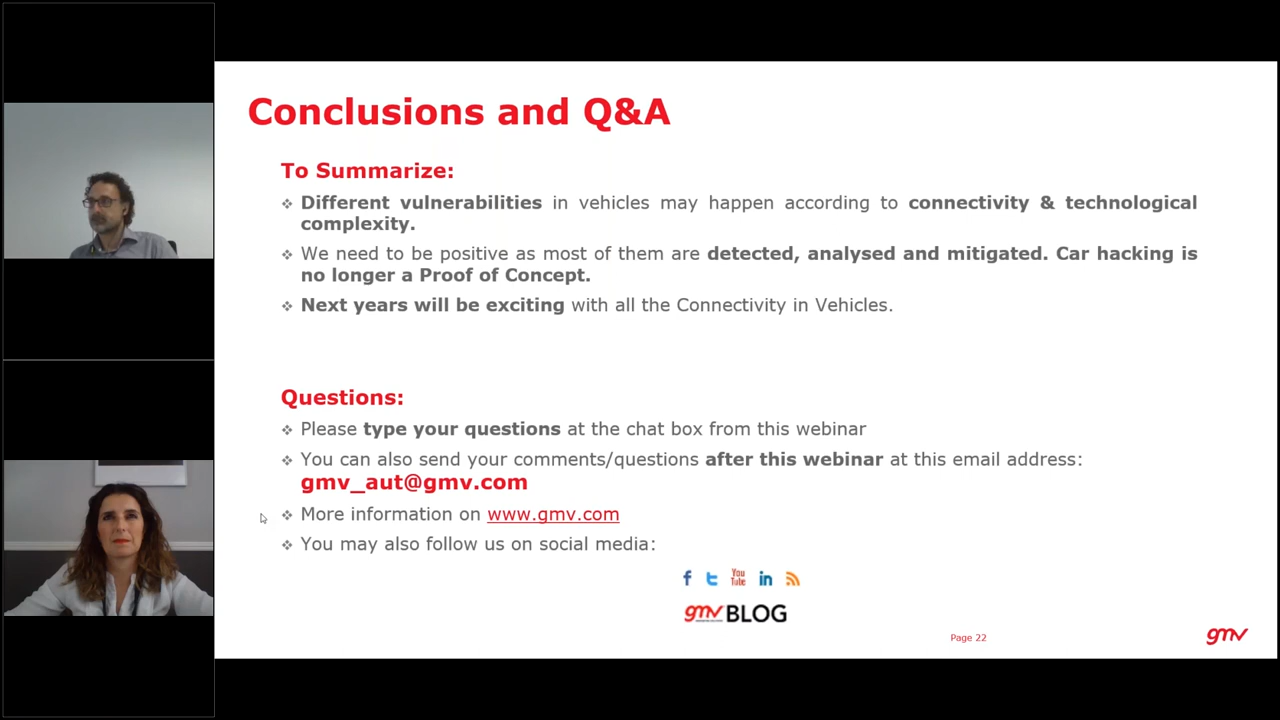 Conclusions and Q&A
To Summarize:
❖ Different vulnerabilities in vehicles may happen according to connectivity & technological
complexity.
❖ We need to be positive as most of them are detected, analysed and mitigated. Car hacking is
no longer a Proof of Concept.
❖ Next years will be exciting with all the Connectivity in Vehicles.
Questions:
❖ Please type your questions at the chat box from this webinar
❖ You can also send your comments/questions after this webinar at this email address:
gmv_aut@gmv.com
❖ More information on www.gmv.com
❖ You may also follow us on social media:
You Tube
gmv BLOG
Page 22
gmv